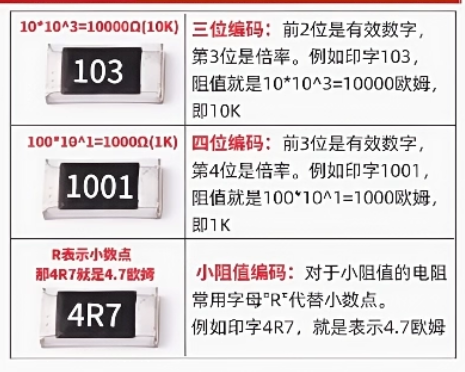 10*10^3=10000Ω(10K)
103
三位编码：前2位是有效数字，
第3位是倍率。例如印字103，
阻值就是10*10^3=10000欧姆，
即10K
100*10^1=1000Ω(1K)
1001
四位编码：前3位是有效数字，
第4位是倍率。例如印字1001，
阻值就是100*10^1=1000欧姆，
即1K
R表示小数点
那4R7就是4.7欧姆
4R7
小阻值编码：对于小阻值的电阻
常用字母"R"代替小数点。
例如印字4R7，就是表示4.7欧姆